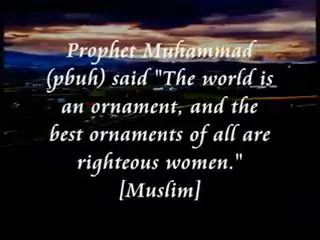 Prophet Muhammad
(pbuh) said "The world is
an ornament, and the
best ornaments of all are
righteous women."
[Muslim]